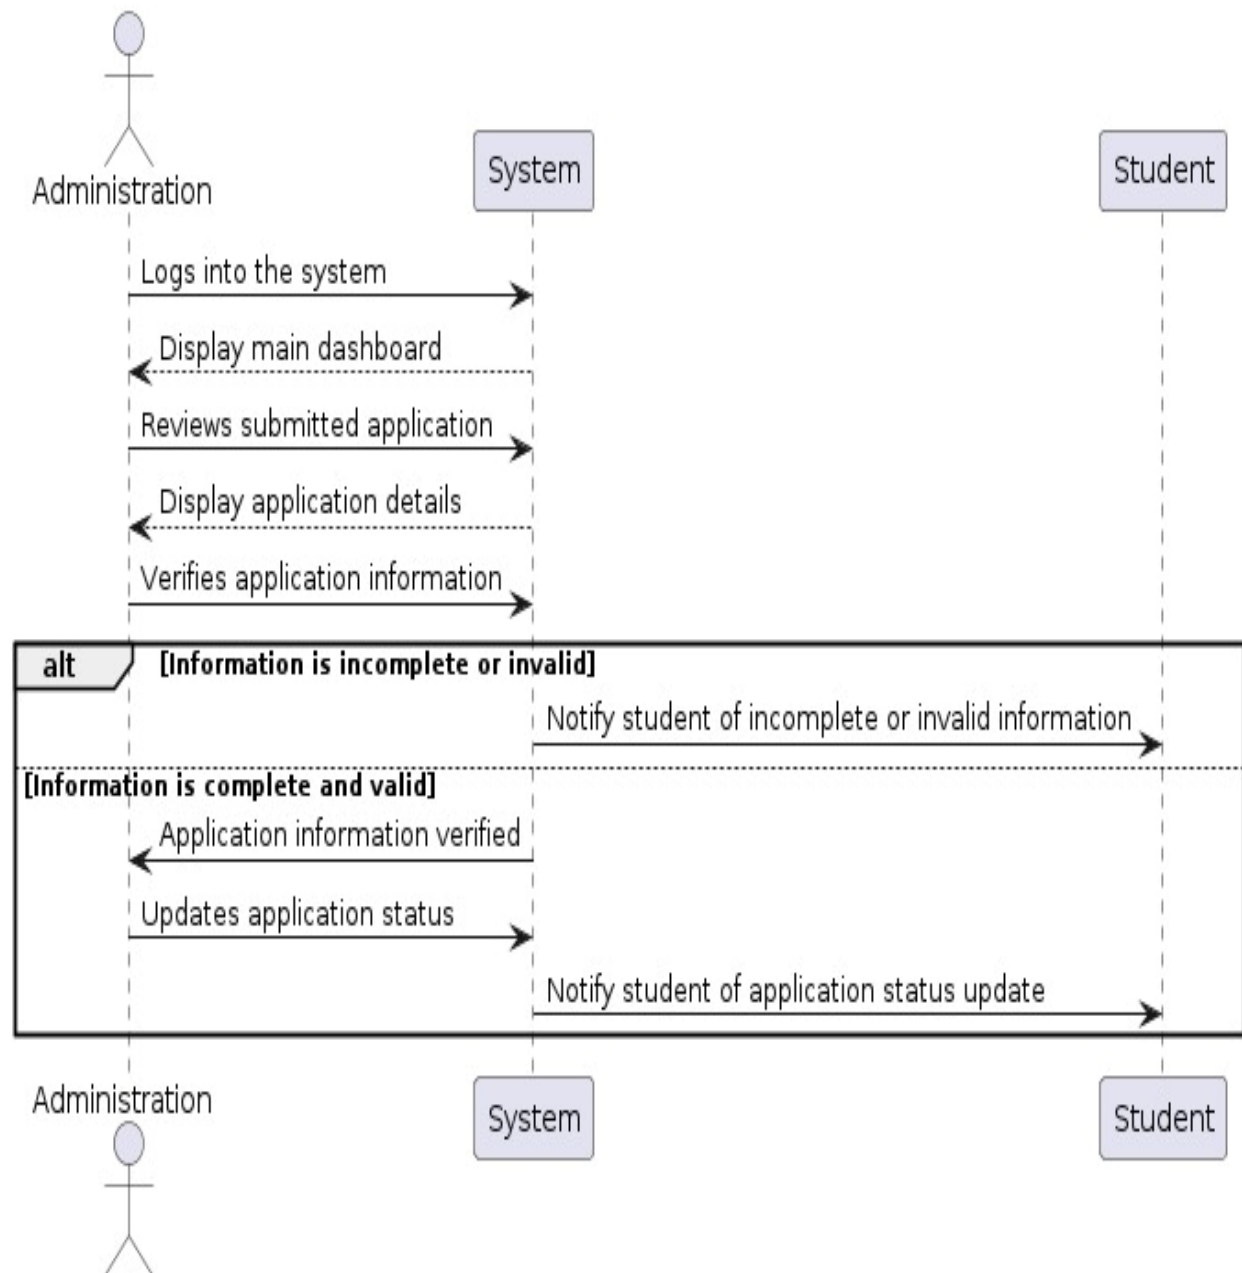 Administration
System
Student
Logs into the system
Display main dashboard
Reviews submitted application
Display application details
Verifies application information
alt [Information is incomplete or invalid]
Notify student of incomplete or invalid information
[Information is complete and valid]
Application information verified
Updates application status
Notify student of application status update
Administration
System
Student